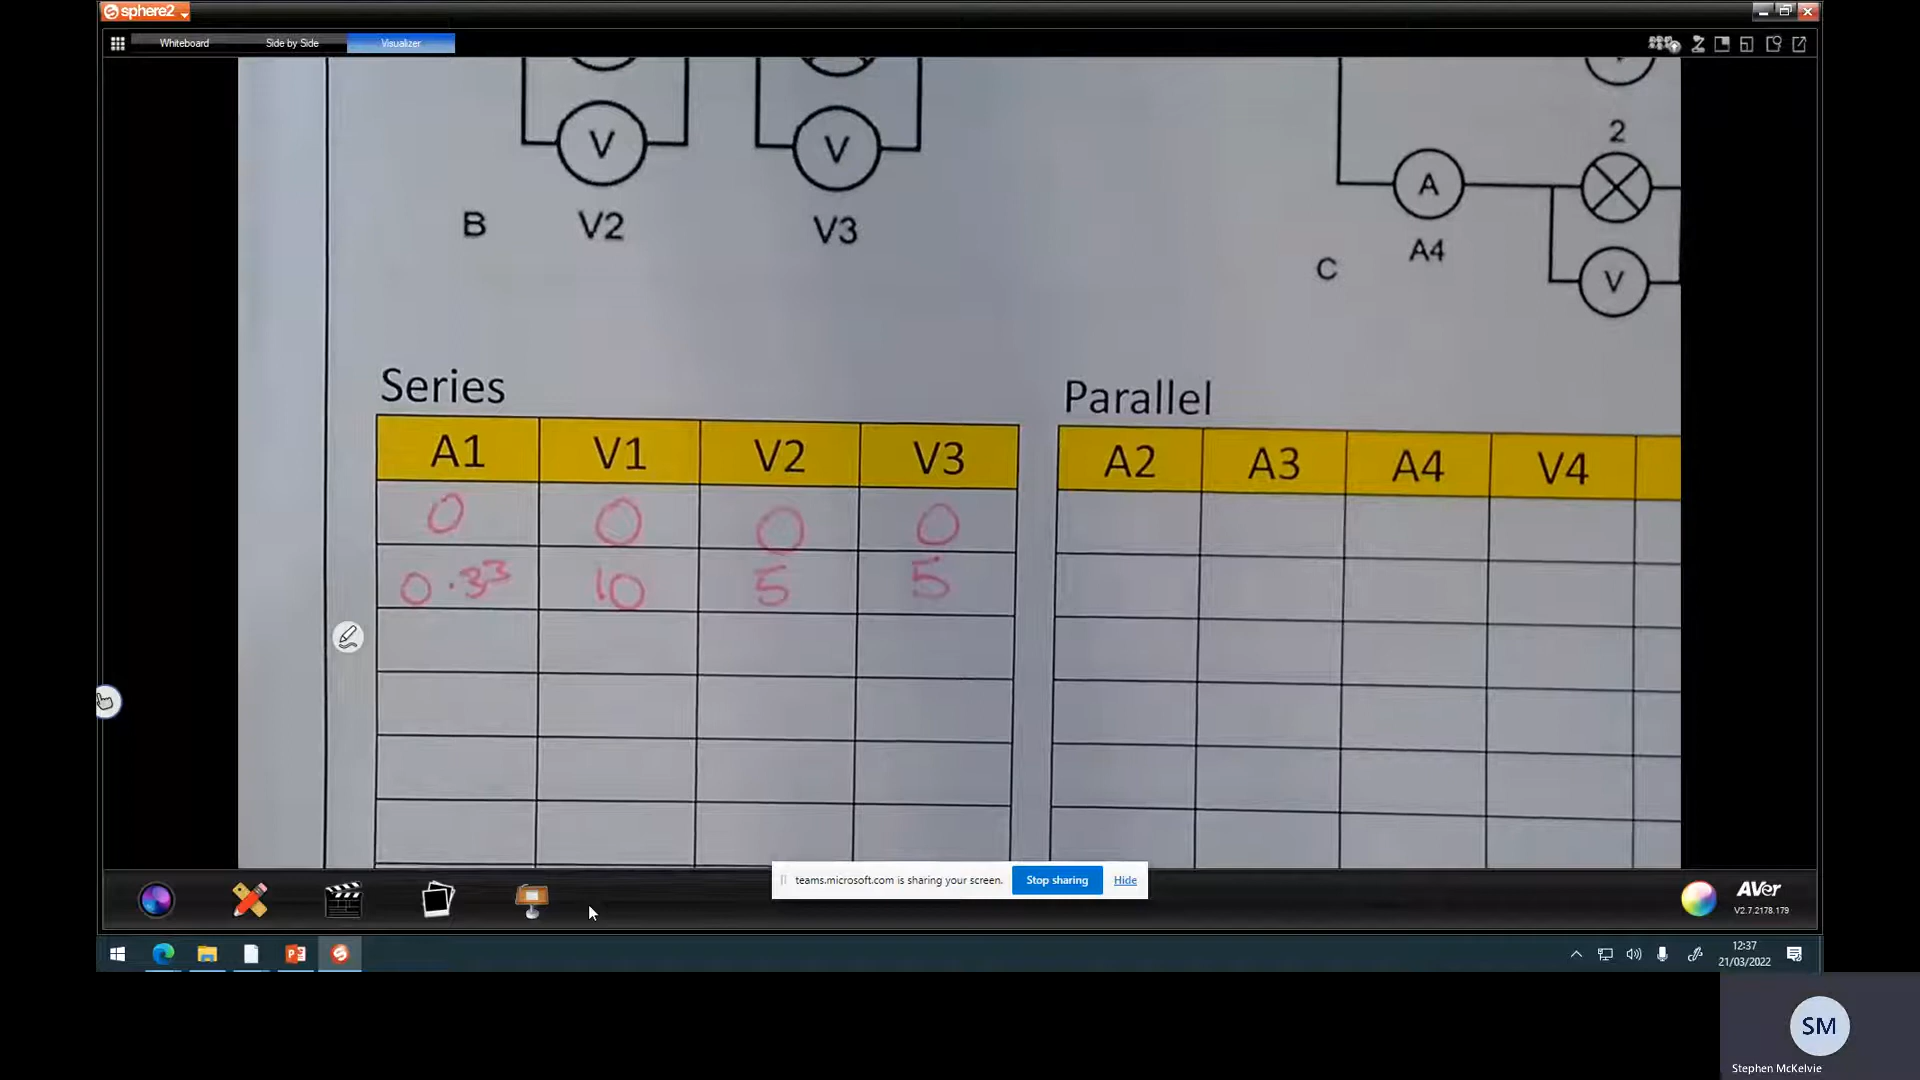 sphere2
Whiteboard Side by Side Visualizer
V V
2
A
B V2 V3
A4
C
V
Series
A1 V1 V2 V3
0 0 0 0
0.33 10 5 5
Parallel
A2 A3 A4 V4
teams.microsoft.com is sharing your screen. Stop sharing Hide
AVer
V2.7.2178.179
12:37
21/03/2022
SM
Stephen McKelvie